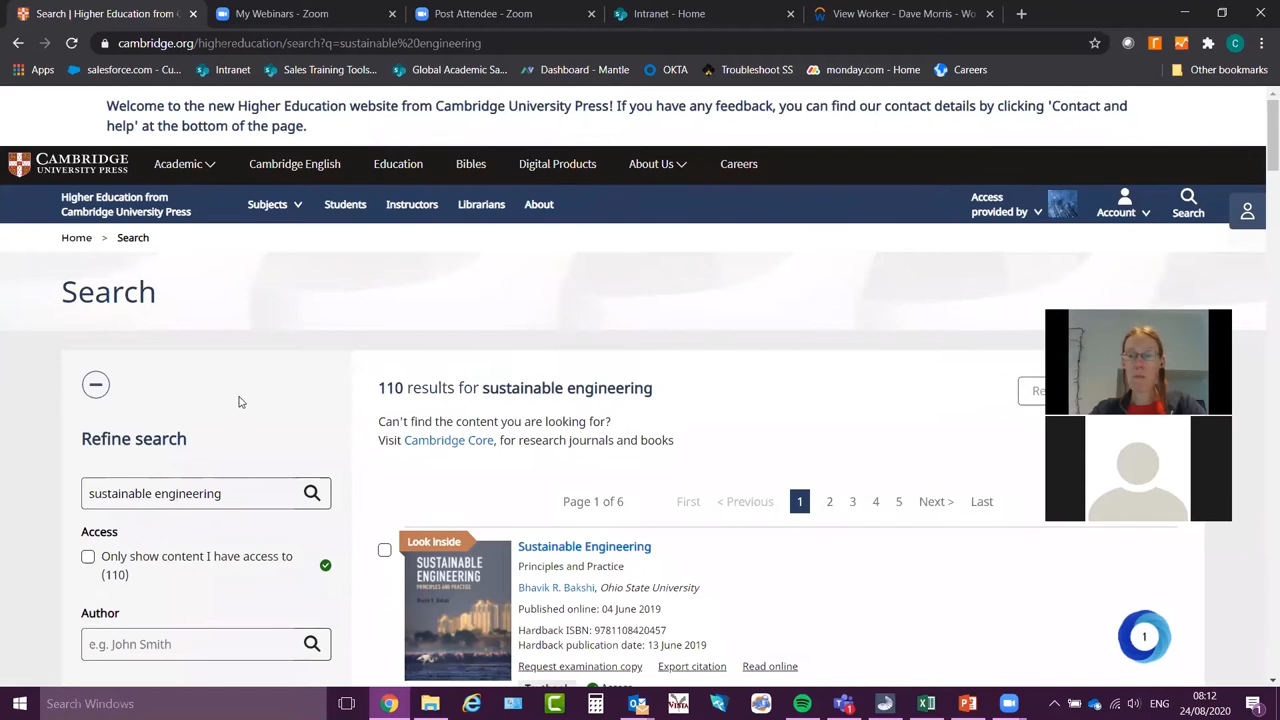 Search | Higher Education from C
My Webinars - Zoom
Post Attendee - Zoom
Intranet - Home
View Worker - Dave Morris - Wo
cambridge.org/highereducation/search?q=sustainable%20engineering
Apps
salesforce.com - Cu...
Intranet
Sales Training Tools...
Global Academic Sa...
Dashboard - Mantle
OKTA
Troubleshoot SS
monday.com - Home
Careers
Other bookmarks
Welcome to the new Higher Education website from Cambridge University Press! If you have any feedback, you can find our contact details by clicking 'Contact and
help' at the bottom of the page.
CAMBRIDGE
UNIVERSITY PRESS
Academic
Cambridge English
Education
Bibles
Digital Products
About Us
Careers
Higher Education from
Cambridge University Press
Subjects
Students
Instructors
Librarians
About
Access
provided by
Account
Search
Home > Search
Search
Refine search
sustainable engineering
Access
Only show content I have access to
(110)
Author
e.g. John Smith
110 results for sustainable engineering
Re
Can't find the content you are looking for?
Visit Cambridge Core, for research journals and books
Page 1 of 6
First
< Previous
1
2
3
4
5
Next >
Last
Look Inside
SUSTAINABLE
ENGINEERING
PRINCIPLES AND PRACTICE
Sustainable Engineering
Principles and Practice
Bhavik R. Bakshi, Ohio State University
Published online: 04 June 2019
Hardback ISBN: 9781108420457
Hardback publication date: 13 June 2019
Request examination copy
Export citation
Read online
1
Search Windows
ENG
08:12
24/08/2020